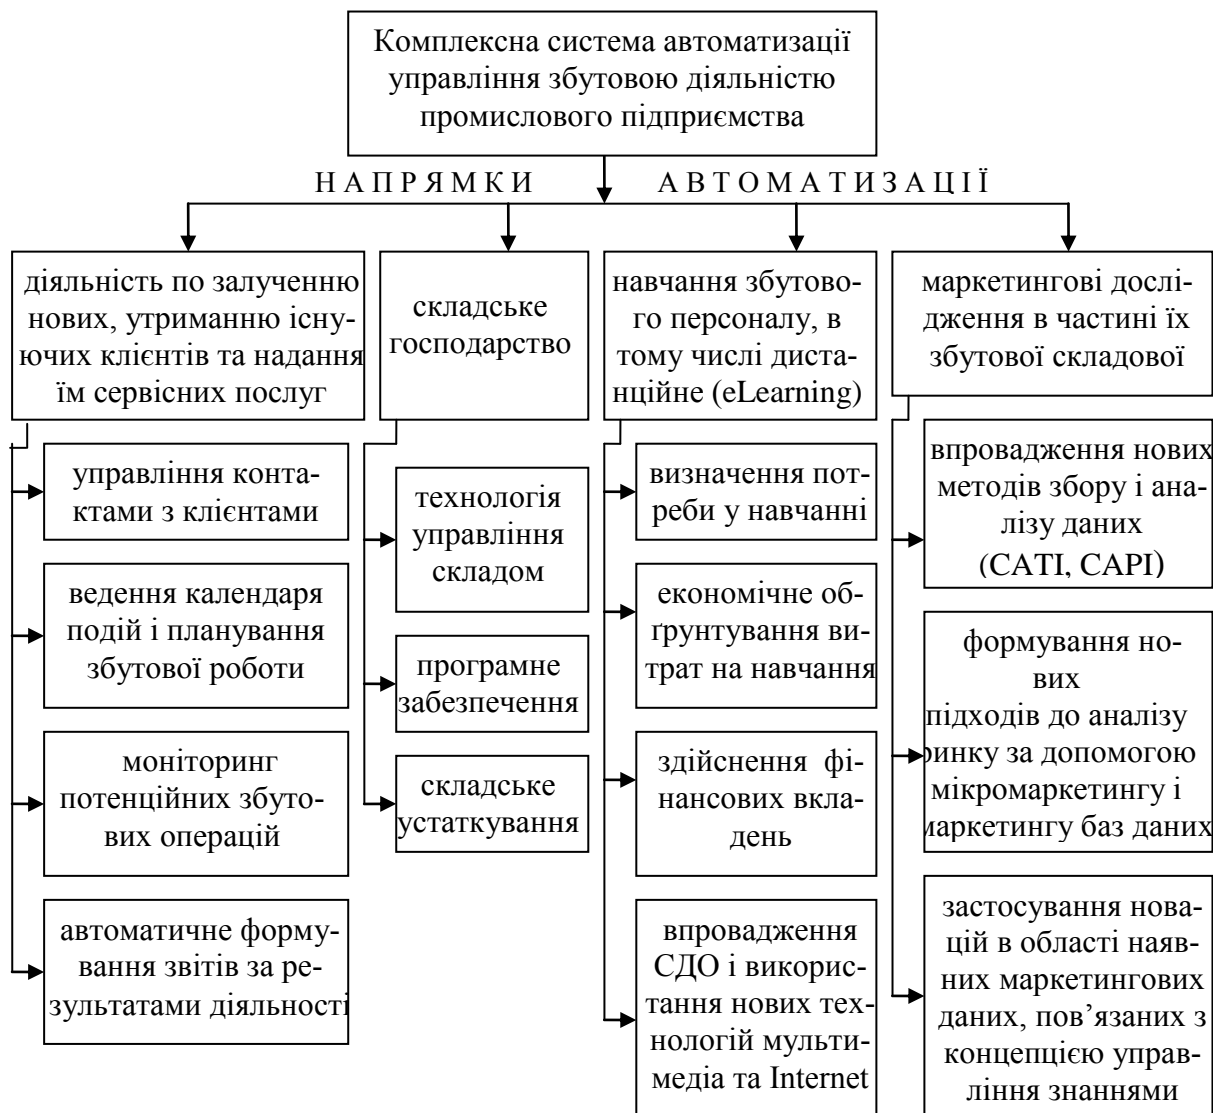 Комплексна система автоматизації
управління збутовою діяльністю
промислового підприємства
Н А П Р Я М К И А В Т О М А Т И З А Ц І Ї
діяльність по залученню
нових, утриманню існу-
ючих клієнтів та надання
їм сервісних послуг
управління конта-
ктами з клієнтами
ведення календаря
подій і планування
збутової роботи
моніторинг
потенційних збуто-
вих операцій
автоматичне форму-
вання звітів за ре-
зультатами діяльності
складське
господарство
технологія
управління
складом
програмне
забезпечення
складське
устаткування
навчання збутово-
го персоналу, в
тому числі диста-
нційне (eLearning)
визначення пот-
реби у навчанні
економічне об-
ґрунтування ви-
трат на навчання
здійснення фі-
нансових вкла-
день
впровадження
СДО і викорис-
тання нових тех-
нологій мульти-
медіа та Internet
маркетингові дослі-
дження в частині їх
збутової складової
впровадження нових
методів збору і ана-
лізу даних
(CATI, CAPI)
формування но-
вих
підходів до аналізу
ринку за допомогою
мікромаркетингу і
маркетингу баз даних
застосування нова-
цій в області наяв-
них маркетингових
даних, пов’язаних з
концепцією управ-
ління знаннями